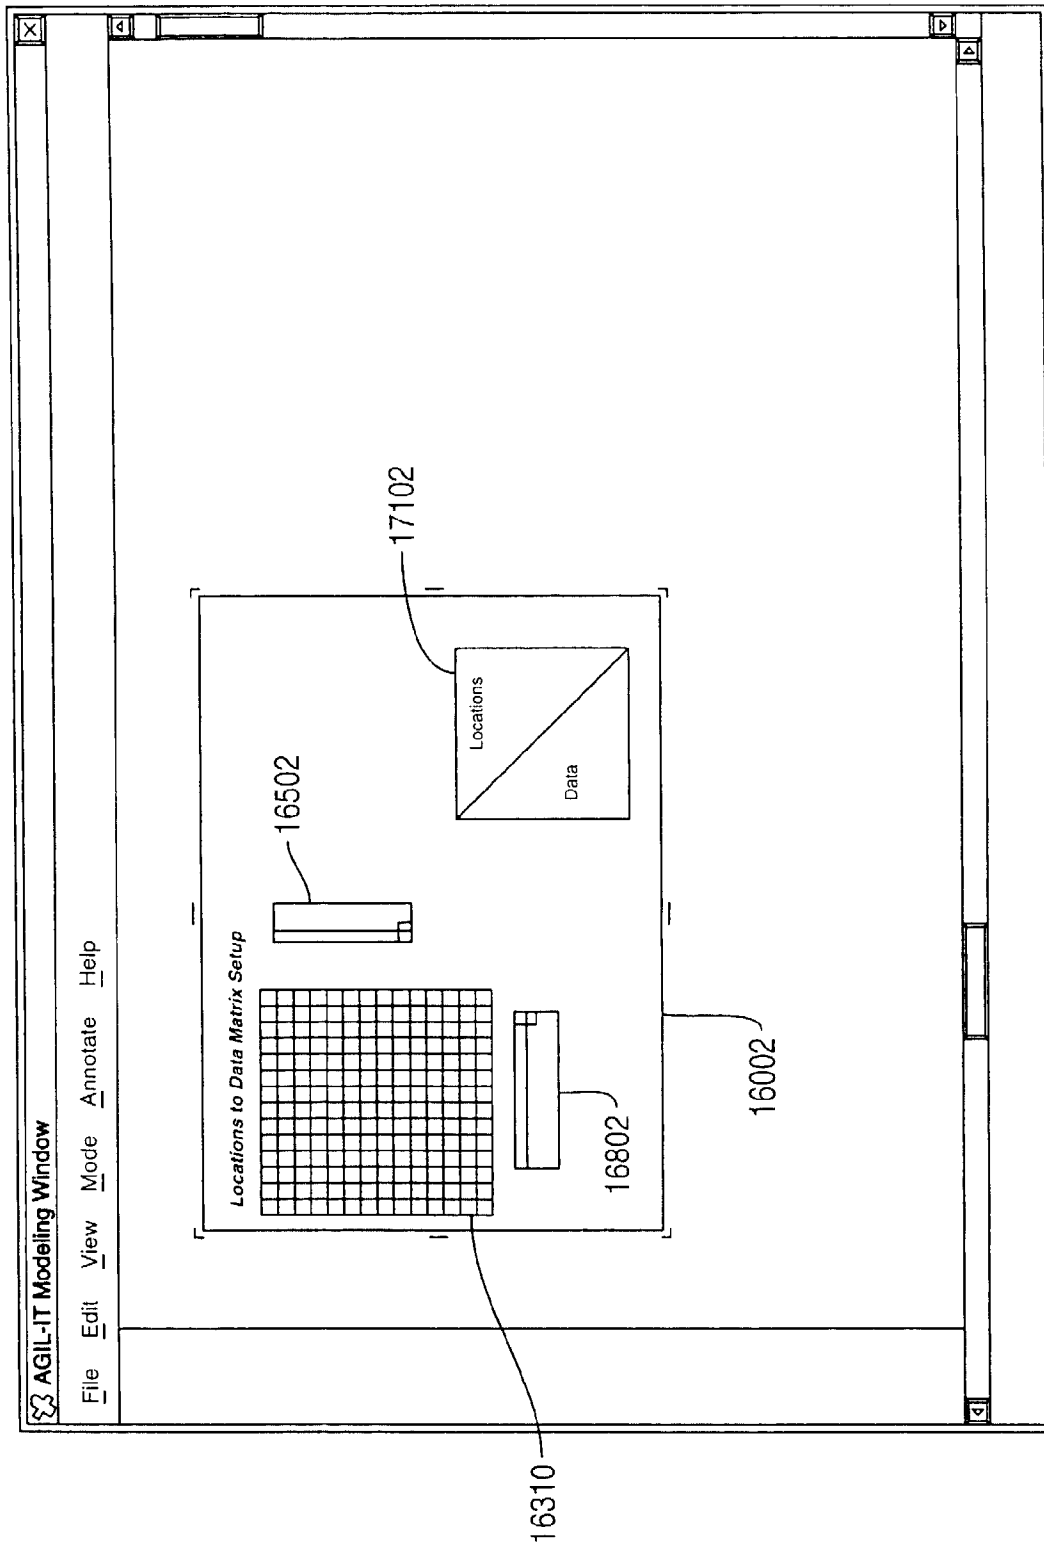 AGIL-IT Modeling Window
File Edit View Mode Annotate Help
Locations to Data Matrix Setup
16502
17102
Locations
Data
16310
16802
16002